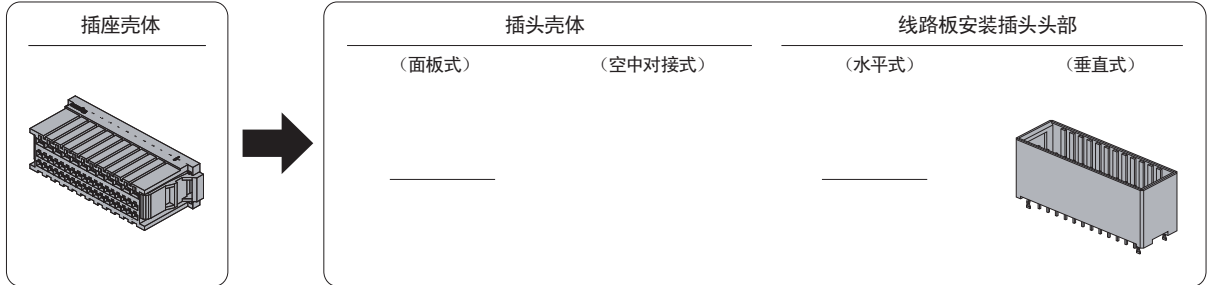 插座壳体
插头壳体
线路板安装插头头部
（面板式）
（空中对接式）
（水平式）
（垂直式）